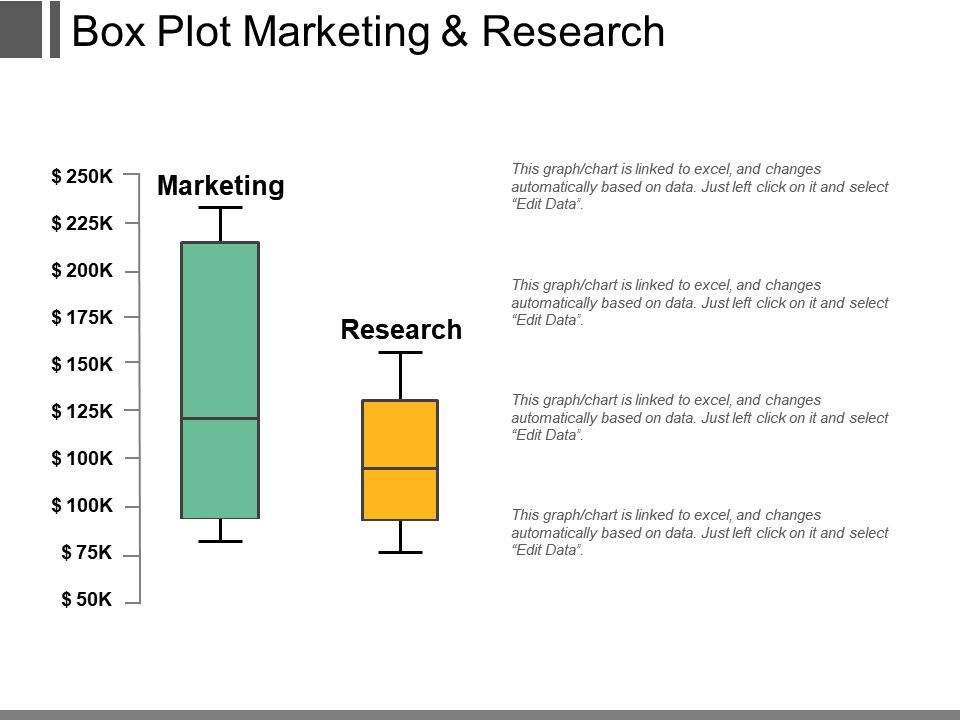 Box Plot Marketing & Research
$ 250K
$ 225K
$ 200K
$ 175K
$ 150K
$ 125K
$ 100K
$ 100K
$ 75K
$ 50K
Marketing
Research
This graph/chart is linked to excel, and changes
automatically based on data. Just left click on it and select
“Edit Data”.
This graph/chart is linked to excel, and changes
automatically based on data. Just left click on it and select
“Edit Data”.
This graph/chart is linked to excel, and changes
automatically based on data. Just left click on it and select
“Edit Data”.
This graph/chart is linked to excel, and changes
automatically based on data. Just left click on it and select
“Edit Data”.